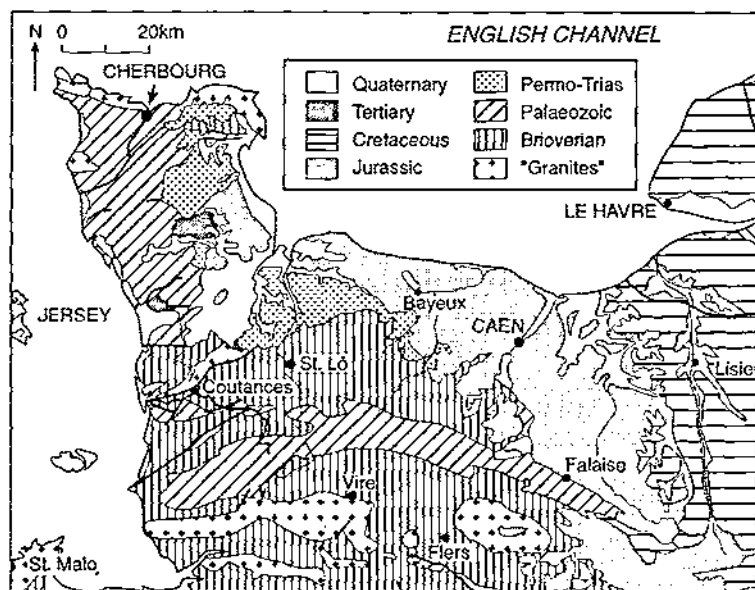 ENGLISH CHANNEL
N
0 20km
CHERBOURG
Quaternary
Tertiary
Cretaceous
Jurassic
Permo-Trias
Palaeozoic
Brioverian
"Granites"
LE HAVRE
JERSEY
Bayeux
CAEN
St. Lô
Lisie
Coutances
Falaise
Vire
Flers
St. Malo